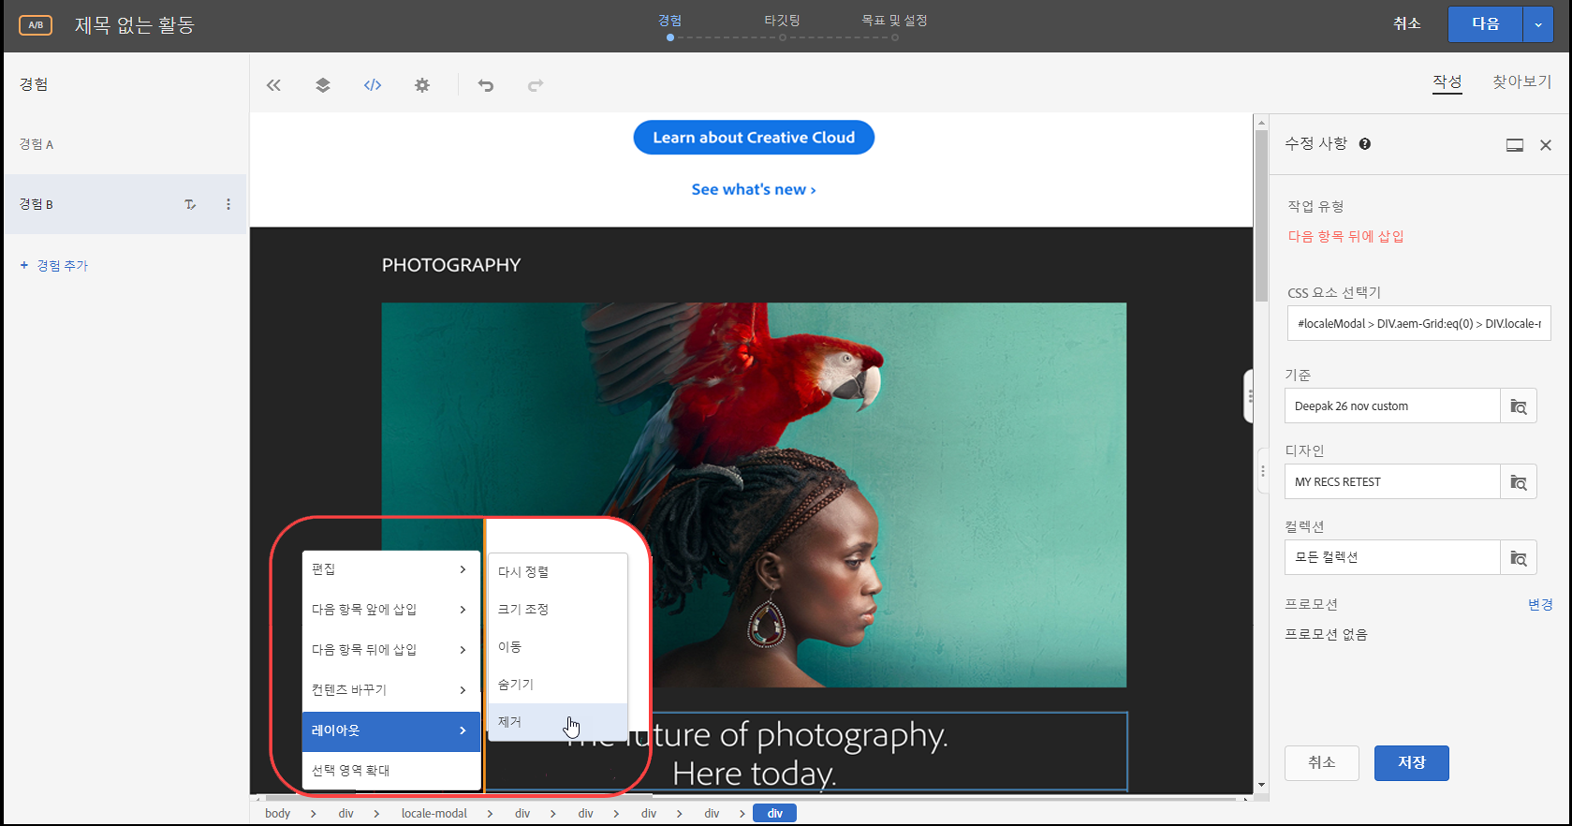 A/B 제목 없는 활동
경험 타깃팅 목표 및 설정
취소 다음
경험
작성 찾아보기
경험 A
경험 B
+ 경험 추가
Learn about Creative Cloud
See what's new ›
PHOTOGRAPHY
편집
다음 항목 앞에 삽입
다음 항목 뒤에 삽입
컨텐츠 바꾸기
레이아웃
선택 영역 확대
다시 정렬
크기 조정
이동
숨기기
제거
The future of photography.
Here today.
body > div > locale-modal > div > div > div > div > div
수정 사항
작업 유형
다음 항목 뒤에 삽입
CSS 요소 선택기
#localeModal > DIV.aem-Grid:eq(0) > DIV.locale-r
기준
Deepak 26 nov custom
디자인
MY RECS RETEST
컬렉션
모든 컬렉션
프로모션 변경
프로모션 없음
취소 저장